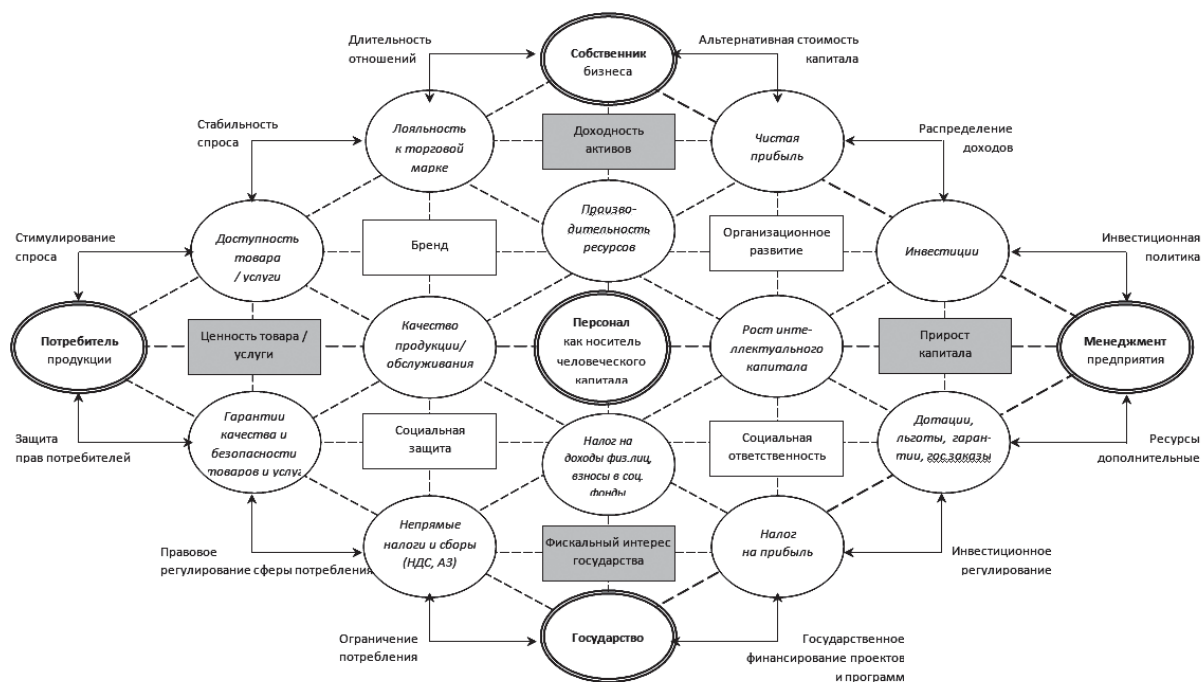 Длительность
отношений
Собственник
бизнеса
Альтернативная стоимость
капитала
Стабильность
спроса
Лояльность
к торговой
марке
Доходность
активов
Чистая
прибыль
Распределение
доходов
Стимулирование
спроса
Доступность
товара
/ услуги
Бренд
Произво-
дительность
ресурсов
Организационное
развитие
Инвестиции
Инвестиционная
политика
Потребитель
продукции
Ценность товара /
услуги
Качество
продукции/
обслуживания
Персонал
как носитель
человеческого
капитала
Рост инте-
ллектуального
капитала
Прирост
капитала
Менеджмент
предприятия
Защита
прав потребителей
Гарантии
качества и
безопасности
товаров и услуг
Социальная
защита
Налог на
доходы физ.лиц,
взносы в соц.
фонды
Социальная
ответственность
Дотации,
льготы, гаран-
тии, гос.заказы
Ресурсы
дополнительные
Правовое
регулирование сферы потребления
Непрямые
налоги и сборы
(НДС, АЗ)
Фискальный интерес
государства
Налог
на прибыль
Инвестиционное
регулирование
Ограничение
потребления
Государство
Государственное
финансирование проектов
и программ